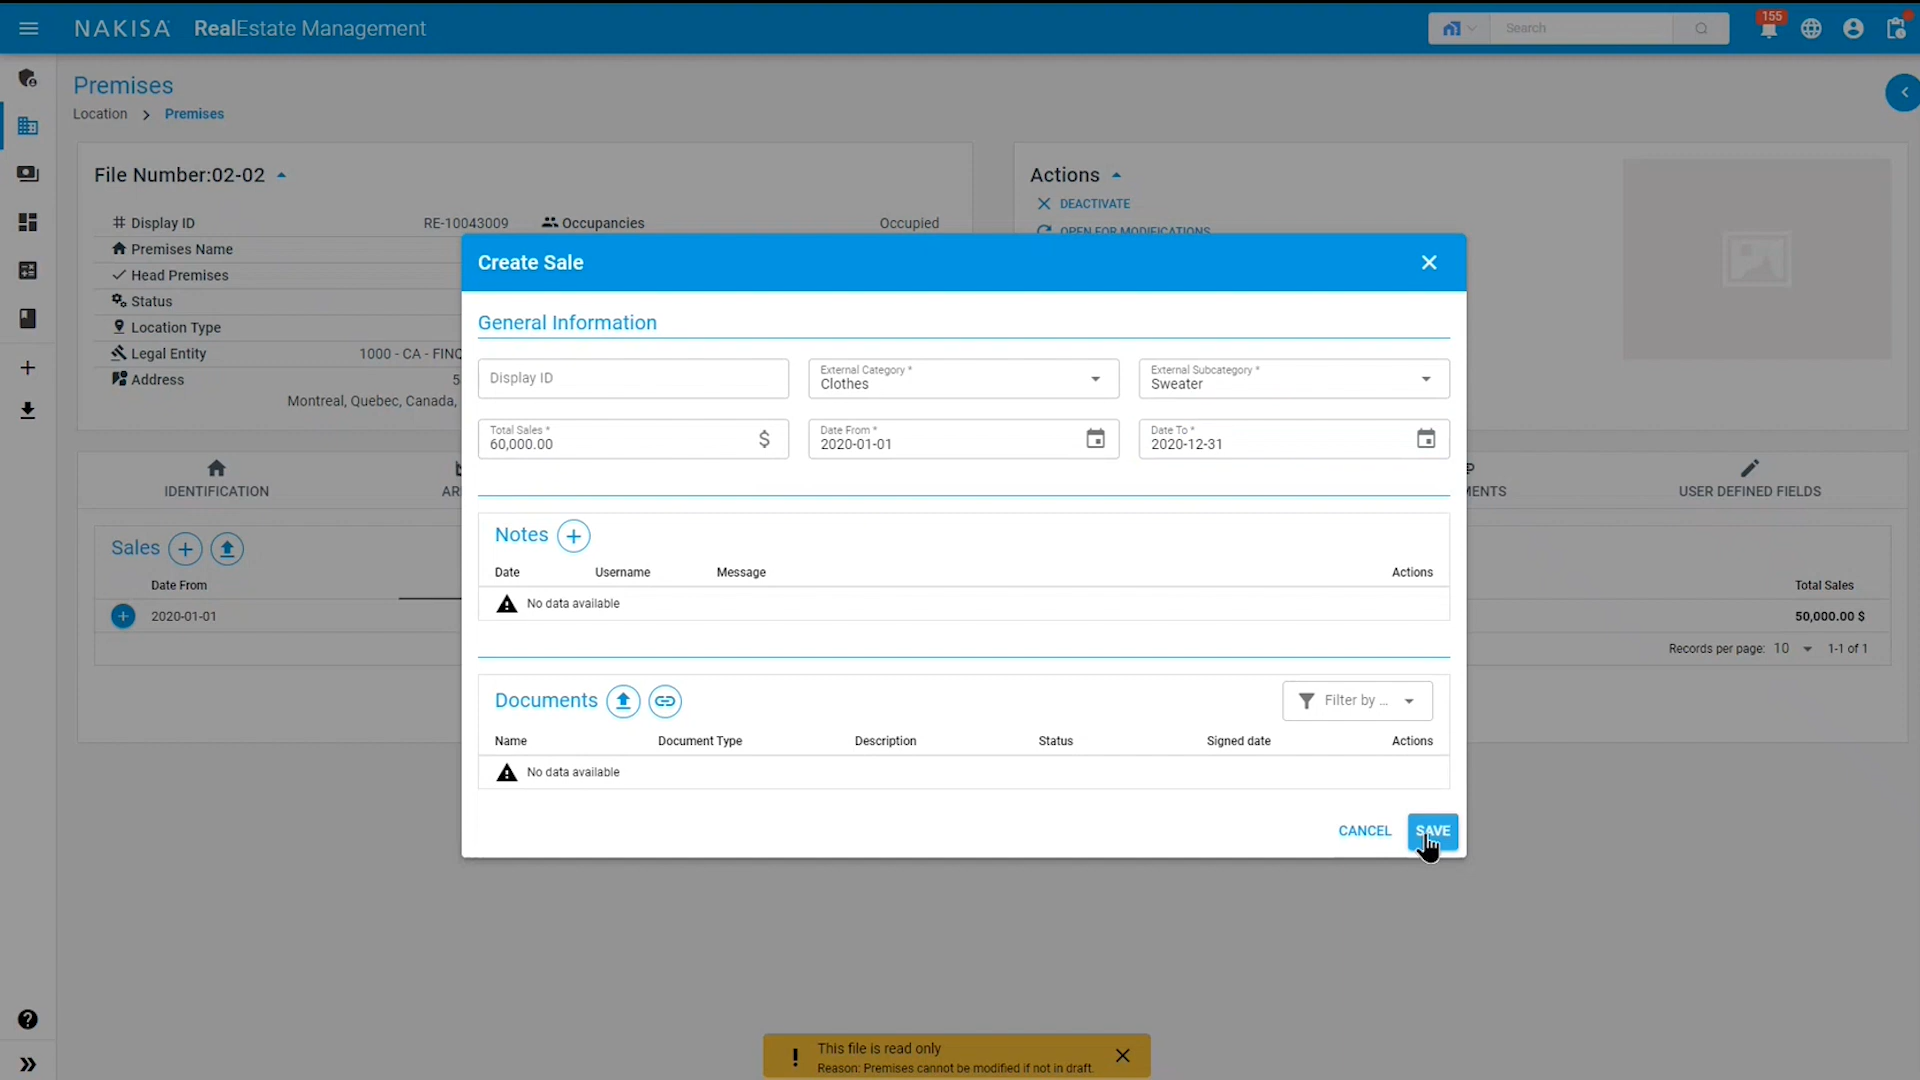 NAKISA RealEstate Management
Search
155
Premises
Location > Premises
File Number:02-02
Display ID RE-10043009
Occupancies Occupied
Premises Name
Head Premises
Status
Location Type
Legal Entity 1000 - CA - FINQ
Address 5
Montreal, Quebec, Canada,
Actions
DEACTIVATE
OPEN FOR MODIFICATIONS
Create Sale
General Information
Display ID
External Category *
Clothes
External Subcategory *
Sweater
Total Sales *
60,000.00 $
Date From *
2020-01-01
Date To *
2020-12-31
IDENTIFICATION
AR
MENTS
USER DEFINED FIELDS
Notes
Date Username Message Actions
No data available
Sales
Date From
Total Sales
2020-01-01
50,000.00 $
Records per page: 10 1-1 of 1
Documents
Filter by ...
Name Document Type Description Status Signed date Actions
No data available
CANCEL SAVE
This file is read only
Reason: Premises cannot be modified if not in draft.